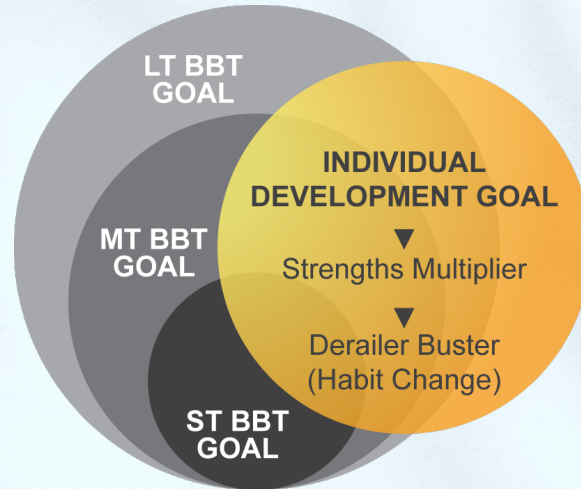 LT BBT
GOAL
MT BBT
GOAL
ST BBT
GOAL
INDIVIDUAL
DEVELOPMENT GOAL
▼
Strengths Multiplier
▼
Derailer Buster
(Habit Change)